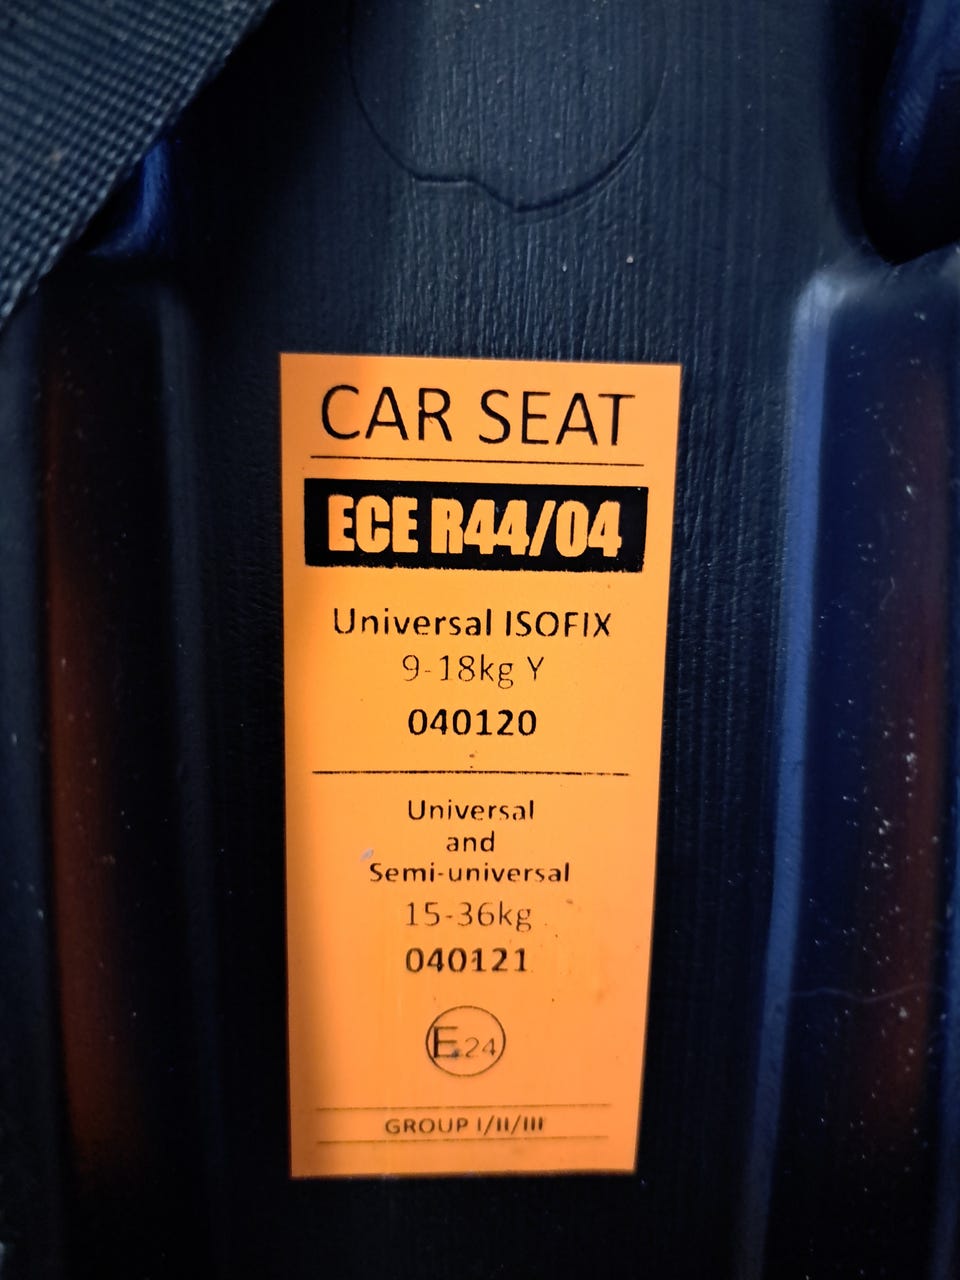 CAR SEAT
ECE R44/04
Universal ISOFIX
9-18kg Y
040120
Universal
and
Semi-universal
15-36kg
040121
E 24
GROUP I/II/III